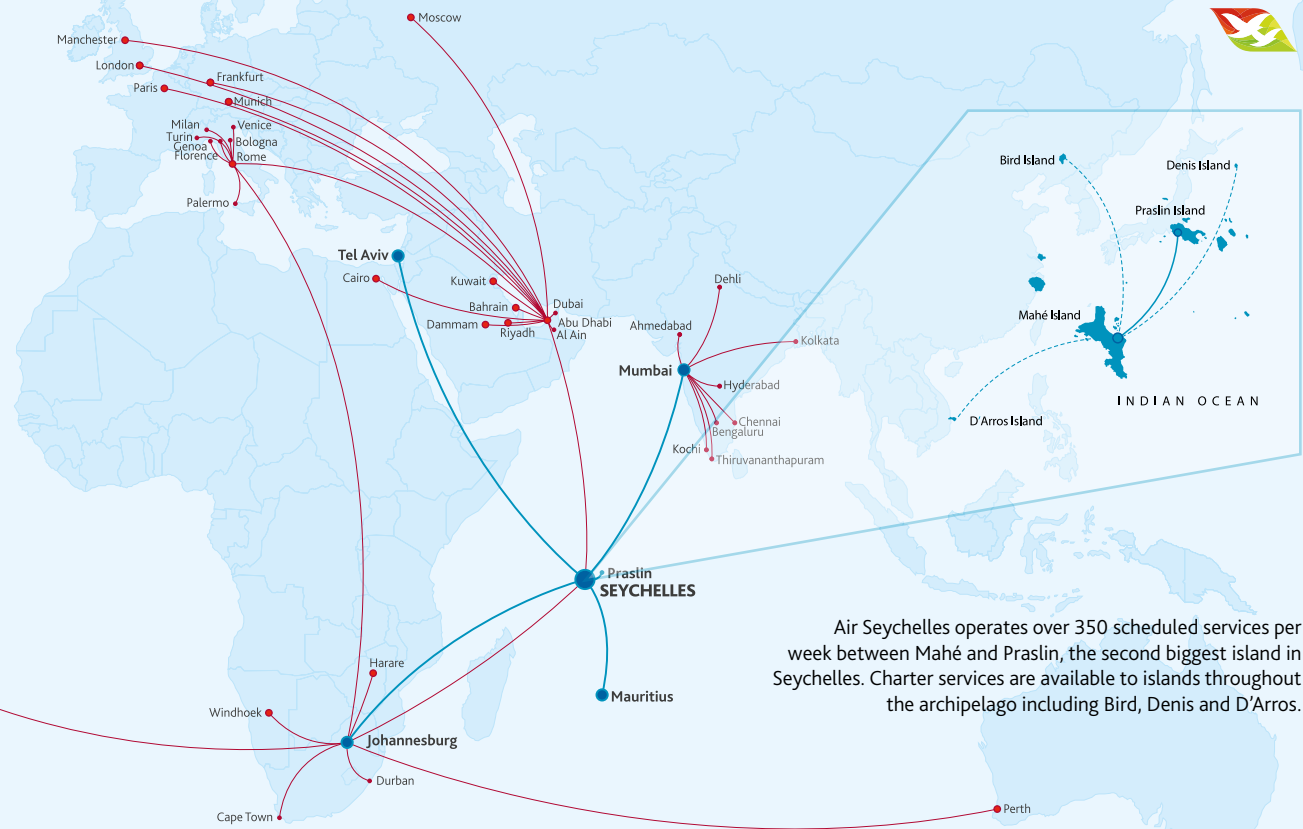 Moscow
Manchester
London
Frankfurt
Paris
Munich
Milan
Venice
Turin
Bologna
Genoa
Florence
Rome
Palermo
Tel Aviv
Cairo
Kuwait
Bahrain
Dubai
Dammam
Riyadh
Abu Dhabi
Al Ain
Dehli
Ahmedabad
Kolkata
Mumbai
Hyderabad
Chennai
Bengaluru
Kochi
Thiruvananthapuram
Bird Island
Denis Island
Praslin Island
Mahé Island
INDIAN OCEAN
D'Arros Island
Praslin
SEYCHELLES
Air Seychelles operates over 350 scheduled services per
week between Mahé and Praslin, the second biggest island in
Seychelles. Charter services are available to islands throughout
the archipelago including Bird, Denis and D’Arros.
Harare
Mauritius
Windhoek
Johannesburg
Durban
Cape Town
Perth